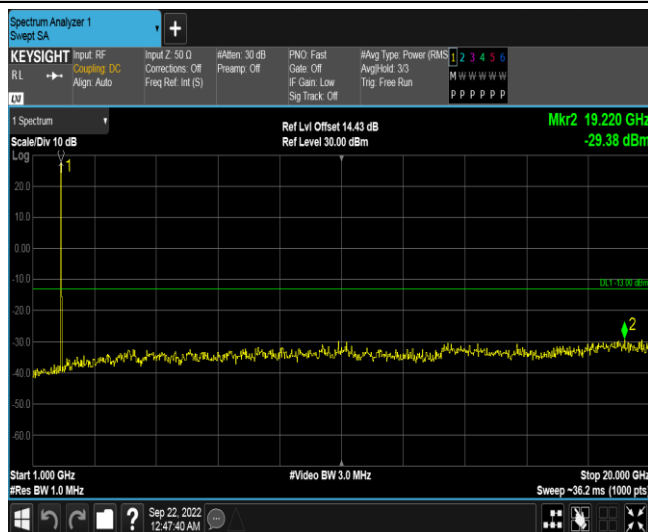 Spectrum Analyzer 1
Swept SA
+
KEYSIGHT
RL
LXI
Input: RF
Coupling: DC
Align: Auto
Input Z: 50 Ω
Corrections: Off
Freq Ref: Int (S)
#Atten: 30 dB
Preamp: Off
PNO: Fast
Gate: Off
IF Gain: Low
Sig Track: Off
#Avg Type: Power (RMS
Avg|Hold: 3/3
Trig: Free Run
1 2 3 4 5 6
M W W W W W
P P P P P P
1 Spectrum
Scale/Div 10 dB
Log
Ref Lvl Offset 14.43 dB
Ref Level 30.00 dBm
Mkr2 19.220 GHz
-29.38 dBm
1
20.0
10.0
0.00
-10.0
DL1 -13.00 dBm
-20.0
2
-30.0
-40.0
-50.0
-60.0
Start 1.000 GHz
#Res BW 1.0 MHz
#Video BW 3.0 MHz
Stop 20.000 GHz
Sweep ~36.2 ms (1000 pts)
?
Sep 22, 2022
12:47:40 AM